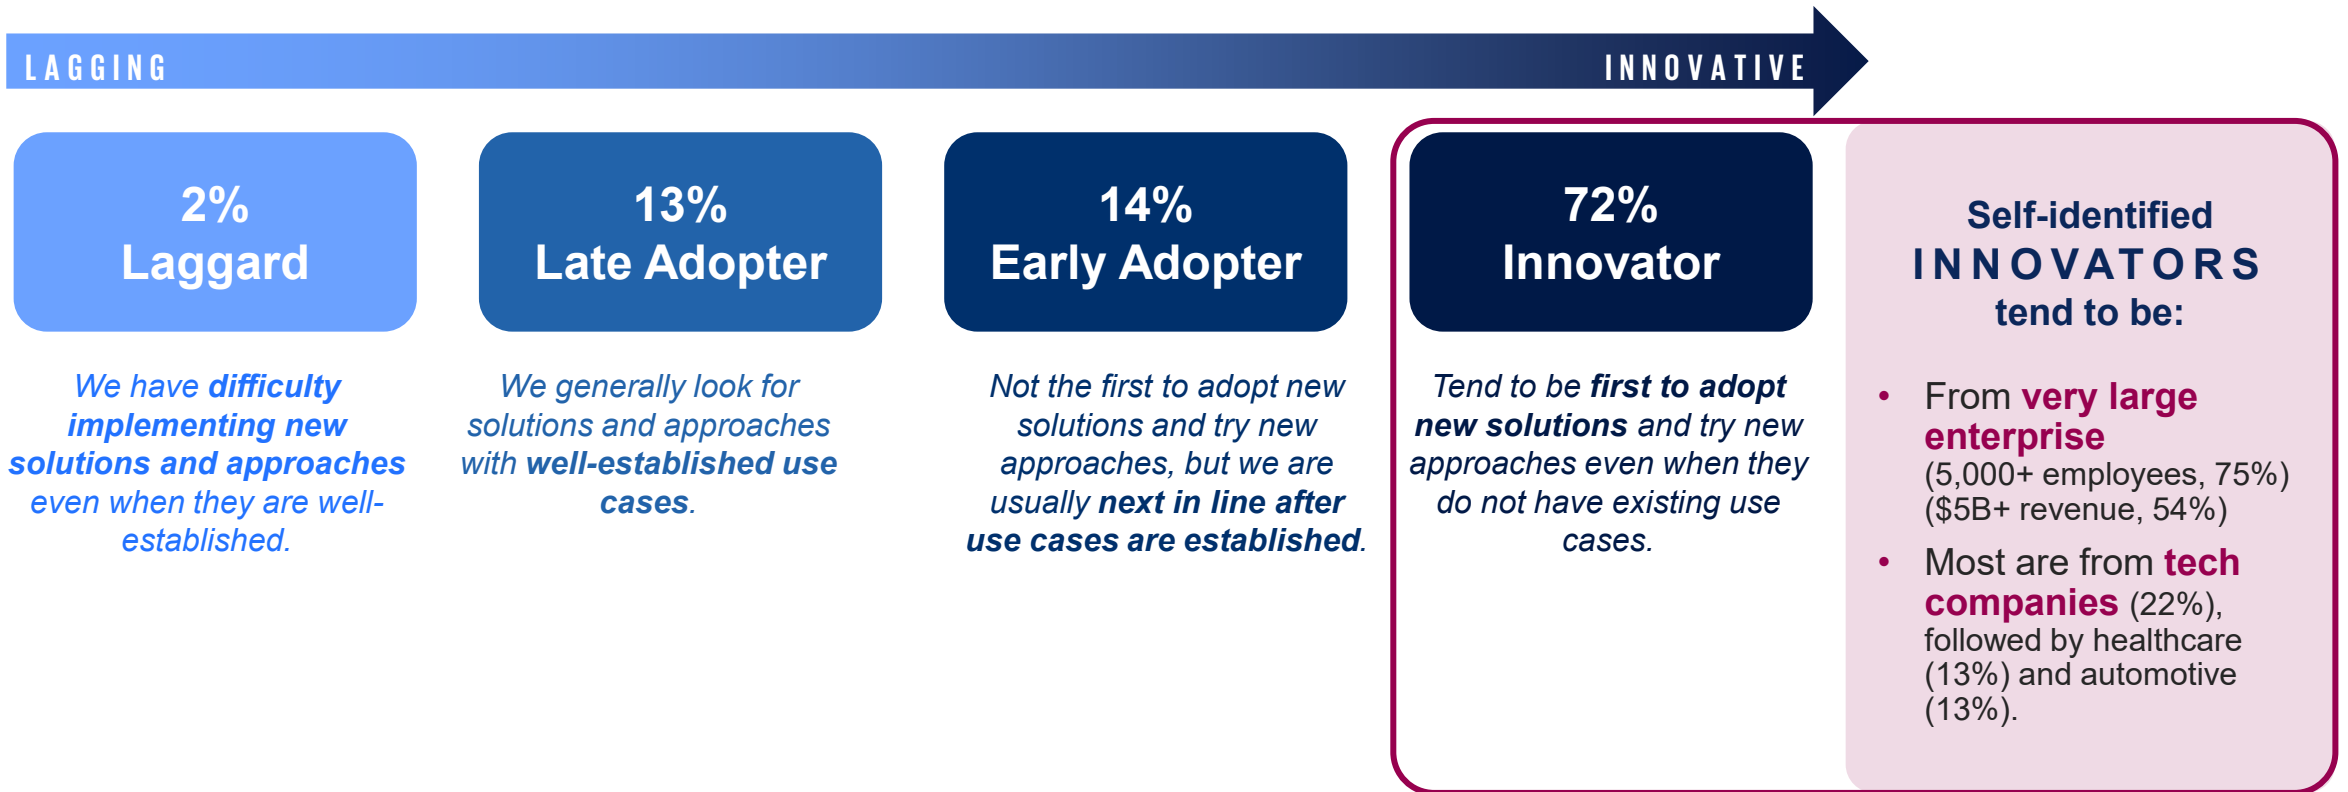 LAGGING
INNOVATIVE
2%
Laggard
We have difficulty
implementing new
solutions and approaches
even when they are well-
established.
13%
Late Adopter
We generally look for
solutions and approaches
with well-established use
cases.
14%
Early Adopter
Not the first to adopt new
solutions and try new
approaches, but we are
usually next in line after
use cases are established.
72%
Innovator
Tend to be first to adopt
new solutions and try new
approaches even when they
do not have existing use
cases.
Self-identified
INNOVATORS
tend to be:
• From very large
enterprise
(5,000+ employees, 75%)
($5B+ revenue, 54%)
• Most are from tech
companies (22%),
followed by healthcare
(13%) and automotive
(13%).